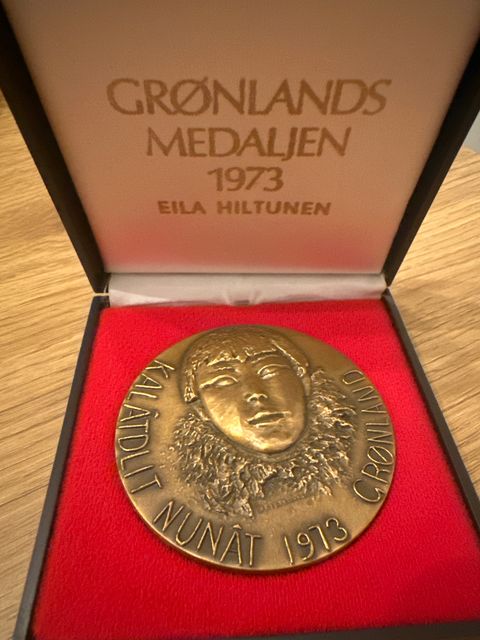 GRØNLANDS
MEDALJEN
1973
EILA HILTUNEN
KALÂTDLIT NUNÂT 1973 GRØNLAND